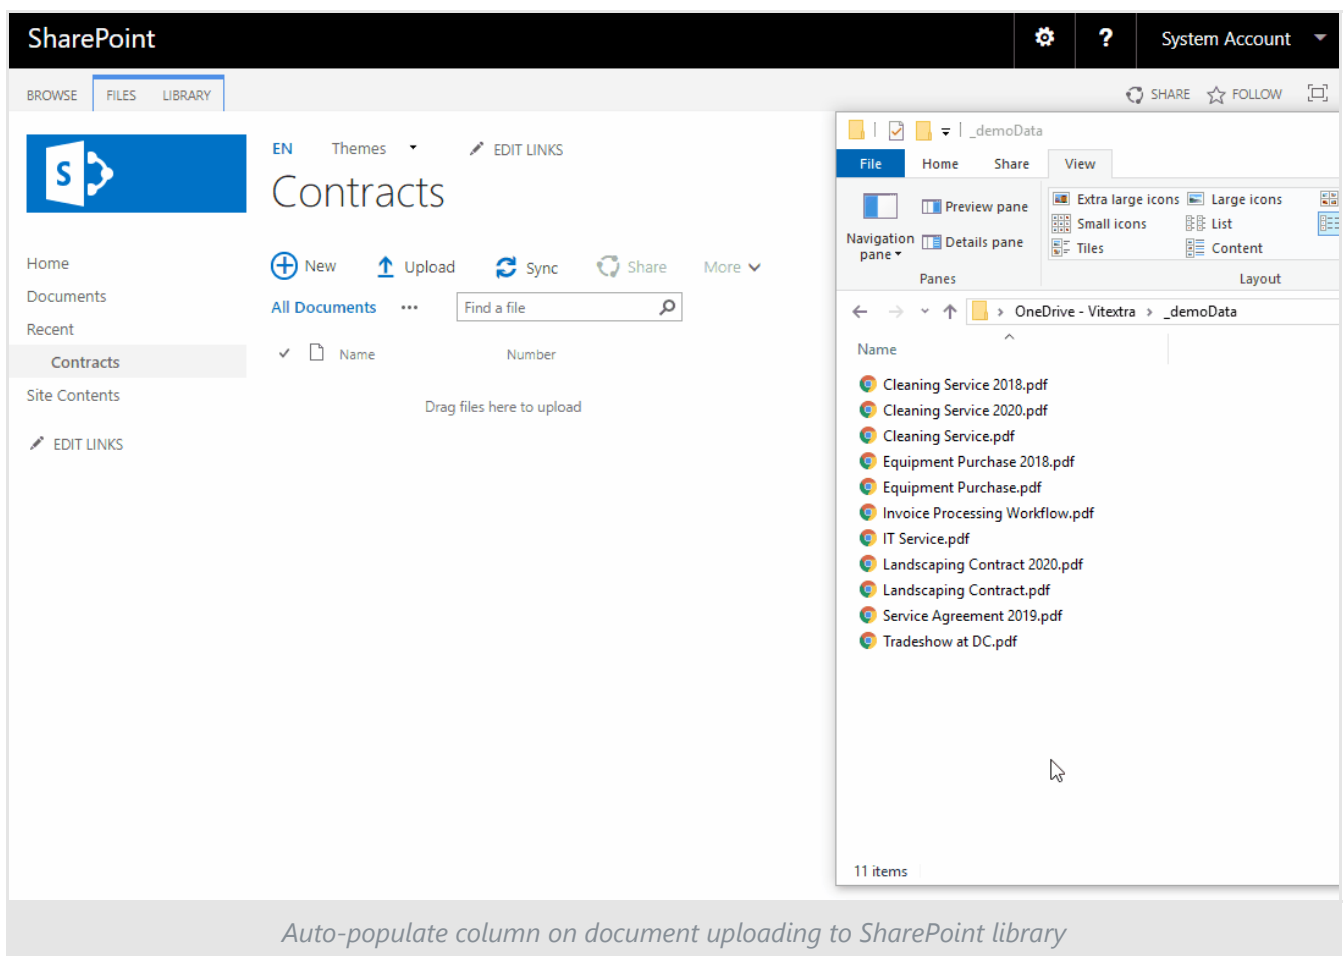 SharePoint
? System Account
BROWSE FILES LIBRARY
SHARE FOLLOW
S
EN Themes EDIT LINKS
Contracts
Home
Documents
Recent
Contracts
Site Contents
EDIT LINKS
New Upload Sync Share More
All Documents ••• Find a file
Name Number
Drag files here to upload
_demoData
File Home Share View
Navigation pane
Preview pane
Details pane
Panes
Extra large icons Large icons
Small icons List
Tiles Content
Layout
OneDrive - Vitextra > _demoData
Name
Cleaning Service 2018.pdf
Cleaning Service 2020.pdf
Cleaning Service.pdf
Equipment Purchase 2018.pdf
Equipment Purchase.pdf
Invoice Processing Workflow.pdf
IT Service.pdf
Landscaping Contract 2020.pdf
Landscaping Contract.pdf
Service Agreement 2019.pdf
Tradeshow at DC.pdf
11 items
Auto-populate column on document uploading to SharePoint library